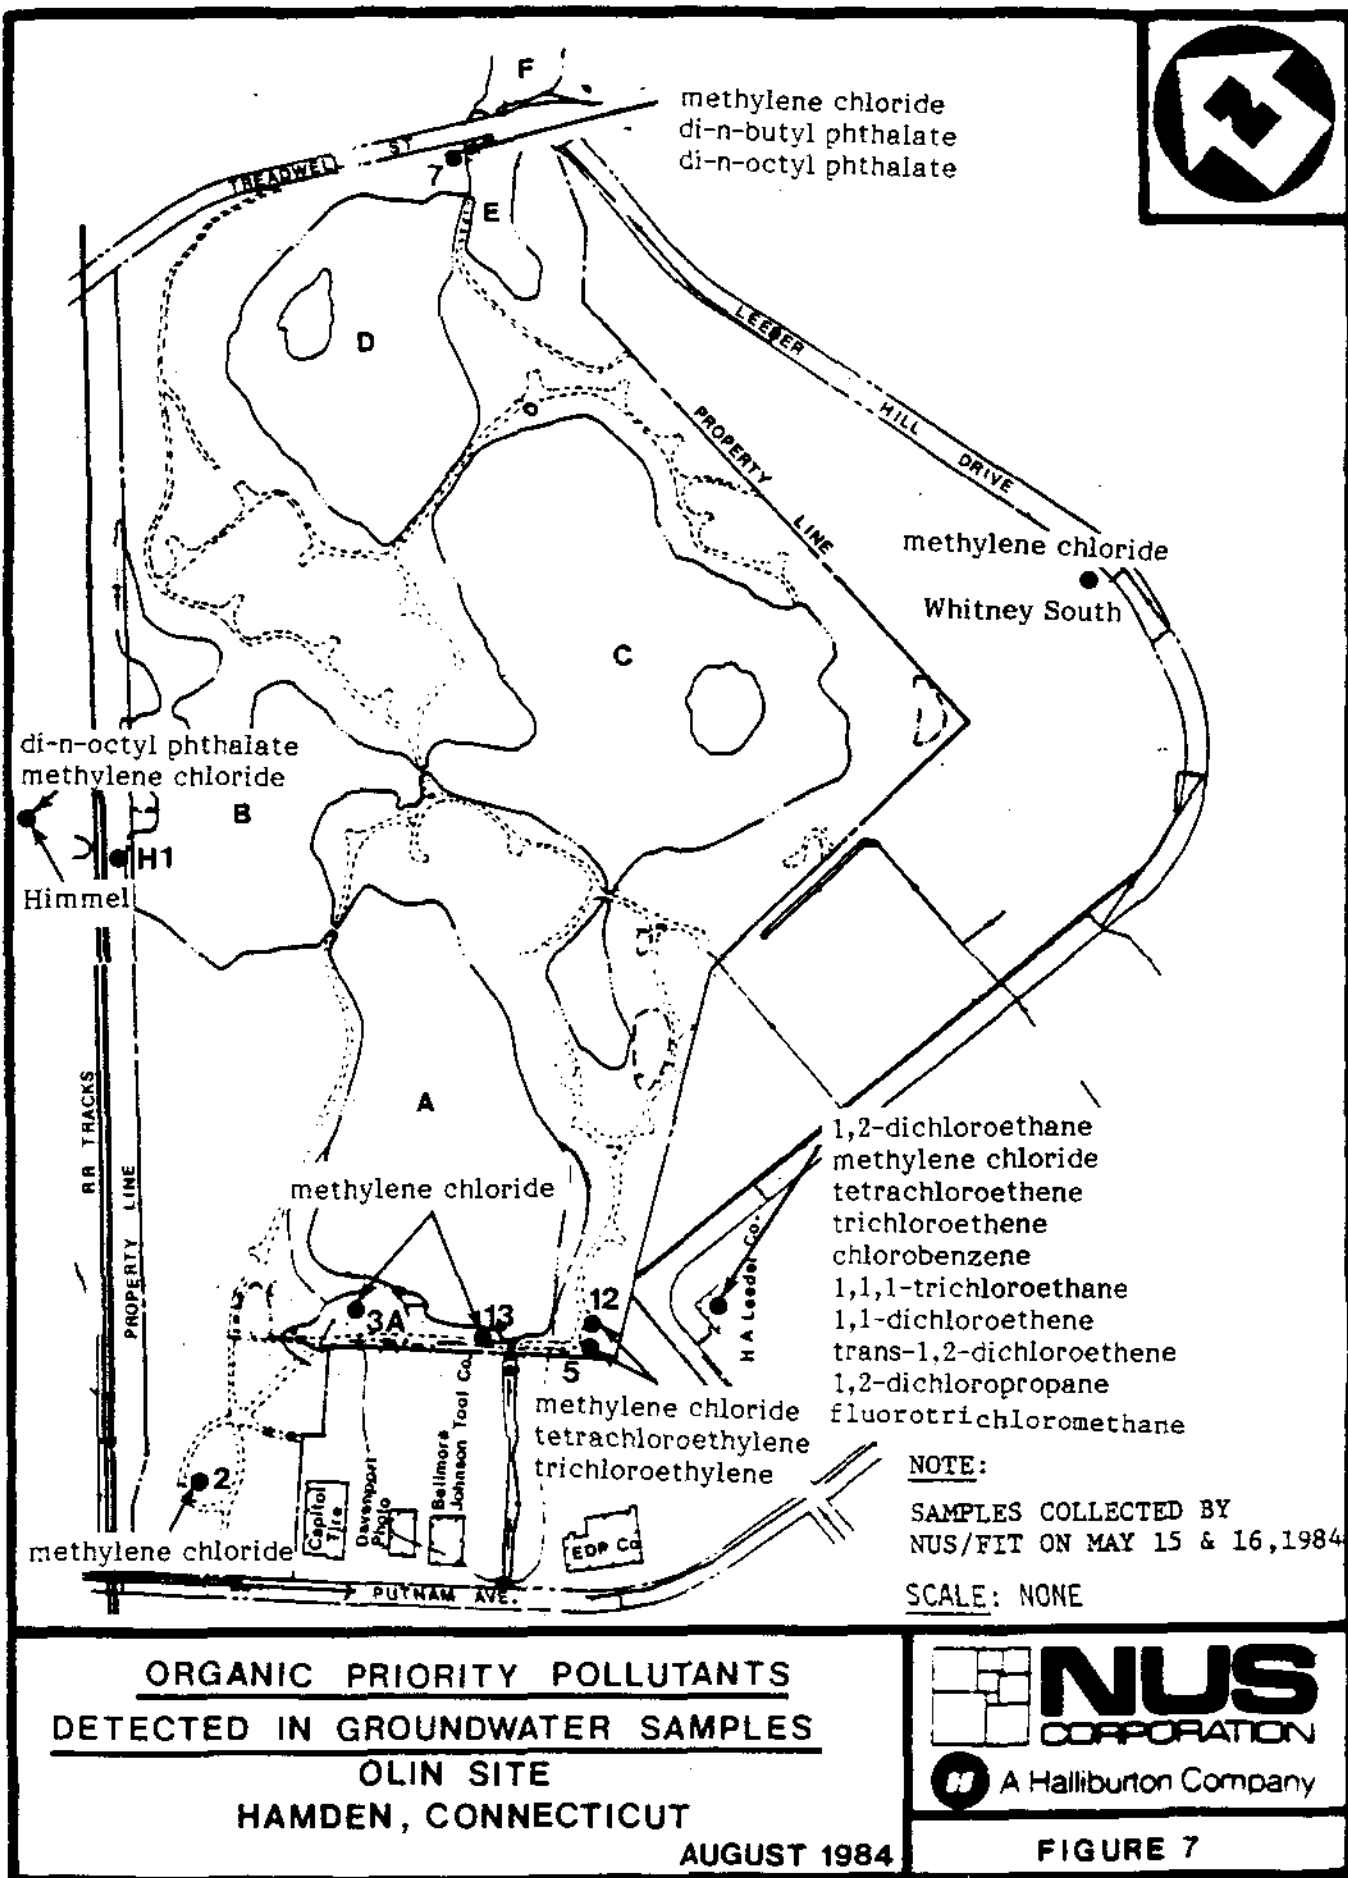 F
methylene chloride
di-n-butyl phthalate
di-n-octyl phthalate
N
TREADWEL ST
7
E
D
LEEDER HILL DRIVE
PROPERTY LINE
methylene chloride
Whitney South
C
di-n-octyl phthalate
methylene chloride
B
H1
Himmel
A
RR TRACKS
PROPERTY LINE
methylene chloride
1,2-dichloroethane
methylene chloride
tetrachloroethene
trichloroethene
chlorobenzene
1,1,1-trichloroethane
1,1-dichloroethene
trans-1,2-dichloroethene
1,2-dichloropropane
fluorotrichloromethane
H A Leeder Co.
3A
13
12
5
methylene chloride
tetrachloroethylene
trichloroethylene
2
methylene chloride
Capitol
Tire
Davenport
Photo
Bellmore
Johnson Tool Co.
EDP Co
PUTNAM AVE.
NOTE:
SAMPLES COLLECTED BY
NUS/FIT ON MAY 15 & 16,1984
SCALE: NONE
ORGANIC PRIORITY POLLUTANTS
DETECTED IN GROUNDWATER SAMPLES
OLIN SITE
HAMDEN, CONNECTICUT
AUGUST 1984
NUS
CORPORATION
H A Halliburton Company
FIGURE 7